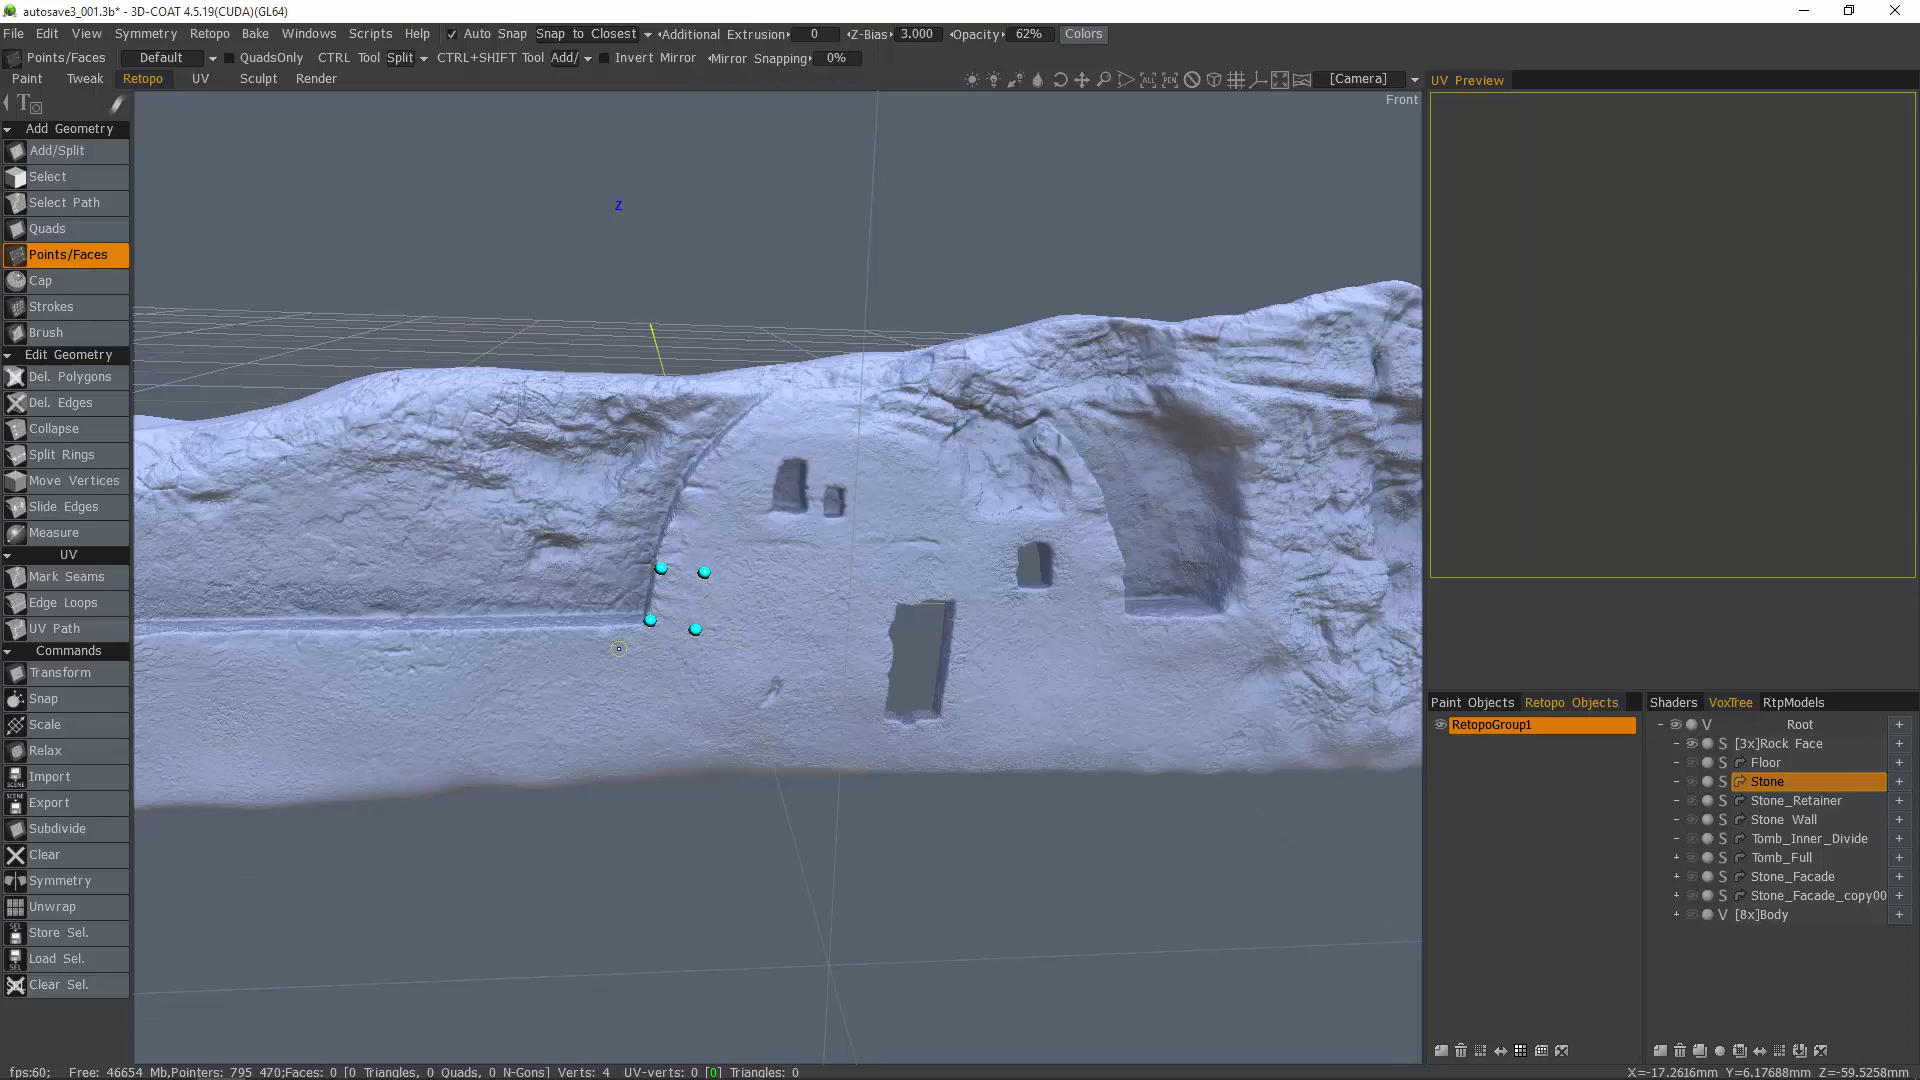 autosave3_001.3b* - 3D-COAT 4.5.19(CUDA)(GL64)
File Edit View Symmetry Retopo Bake Windows Scripts Help Auto Snap Snap to Closest Additional Extrusion 0 Z-Bias 3.000 Opacity 62% Colors
Points/Faces Default QuadsOnly CTRL Tool Split CTRL+SHIFT Tool Add/ Invert Mirror Mirror Snapping 0%
Paint Tweak Retopo UV Sculpt Render ALL PEN [Camera] UV Preview
Front
Add Geometry
Add/Split
Select
Select Path
Quads
Points/Faces
Cap
Strokes
Brush
Edit Geometry
Del. Polygons
Del. Edges
Collapse
Split Rings
Move Vertices
Slide Edges
Measure
UV
Mark Seams
Edge Loops
UV Path
Commands
Transform
Snap
Scale
Relax
Import
Export
Subdivide
Clear
Symmetry
Unwrap
Store Sel.
Load Sel.
Clear Sel.
Z
Paint Objects Retopo Objects
RetopoGroup1
Shaders VoxTree RtpModels
V Root
S [3x]Rock Face
S Floor
S Stone
S Stone_Retainer
S Stone Wall
S Tomb_Inner_Divide
S Tomb_Full
S Stone_Facade
S Stone_Facade_copy00
V [8x]Body
fps:60; Free: 46654 Mb,Pointers: 795 470;Faces: 0 [0 Triangles, 0 Quads, 0 N-Gons] Verts: 4 UV-verts: 0 [0] Triangles: 0 X=-17.2616mm Y=6.17688mm Z=-59.5258mm